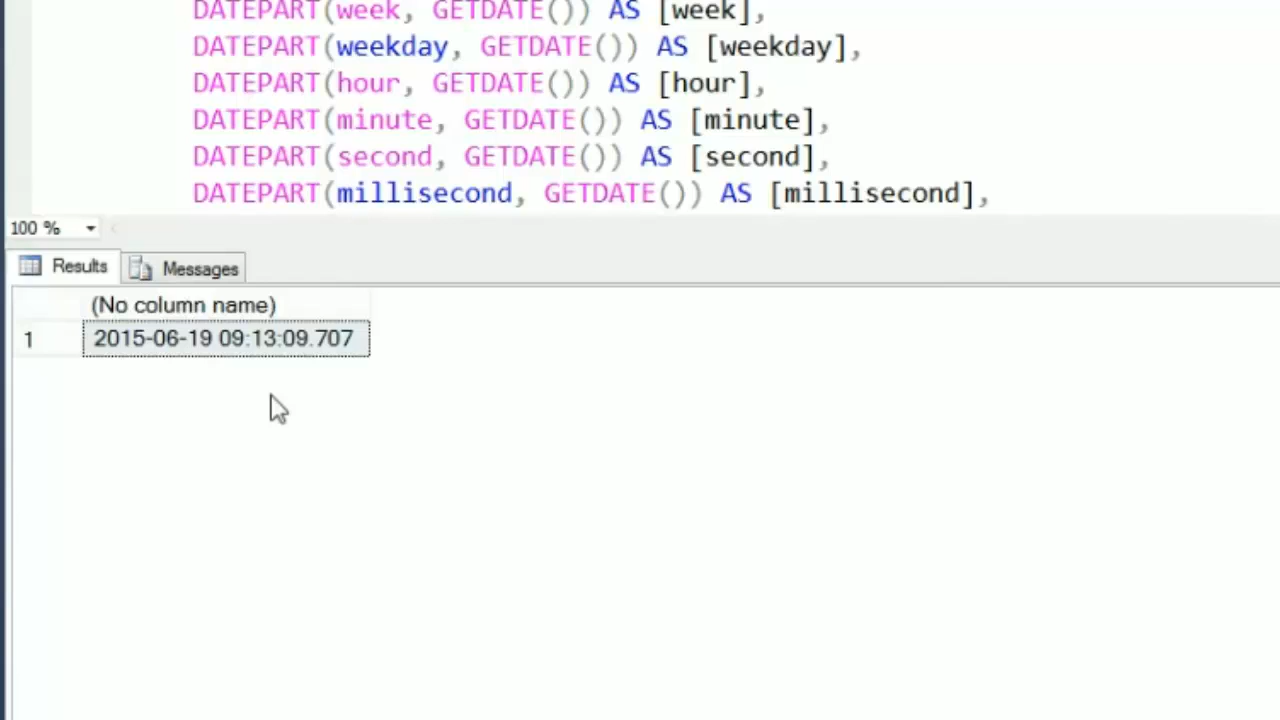 DATEPART(week, GETDATE()) AS [week],
DATEPART(weekday, GETDATE()) AS [weekday],
DATEPART(hour, GETDATE()) AS [hour],
DATEPART(minute, GETDATE()) AS [minute],
DATEPART(second, GETDATE()) AS [second],
DATEPART(millisecond, GETDATE()) AS [millisecond],
100 %
Results Messages
(No column name)
1 2015-06-19 09:13:09.707